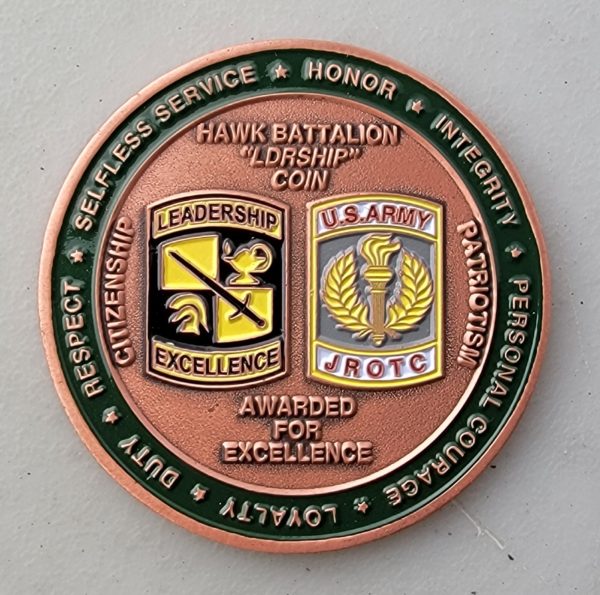 LOYALTY ★ DUTY ★ RESPECT ★ SELFLESS SERVICE ★ HONOR ★ INTEGRITY ★ PERSONAL COURAGE ★
HAWK BATTALION
"LDRSHIP"
COIN
CITIZENSHIP
LEADERSHIP
EXCELLENCE
U.S.ARMY
JROTC
PATRIOTISM
AWARDED
FOR
EXCELLENCE